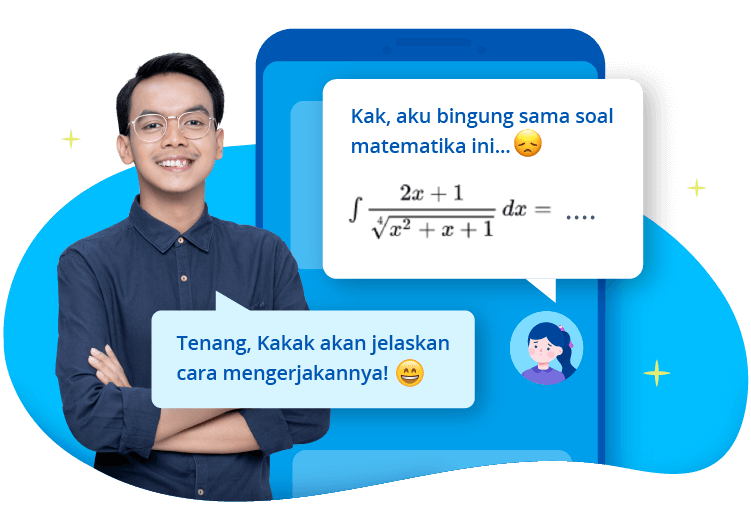 Kak, aku bingung sama soal
matematika ini...😞
∫ (2x + 1)/(∜(x² + x + 1)) dx = ....
Tenang, Kakak akan jelaskan
cara mengerjakannya! 😄